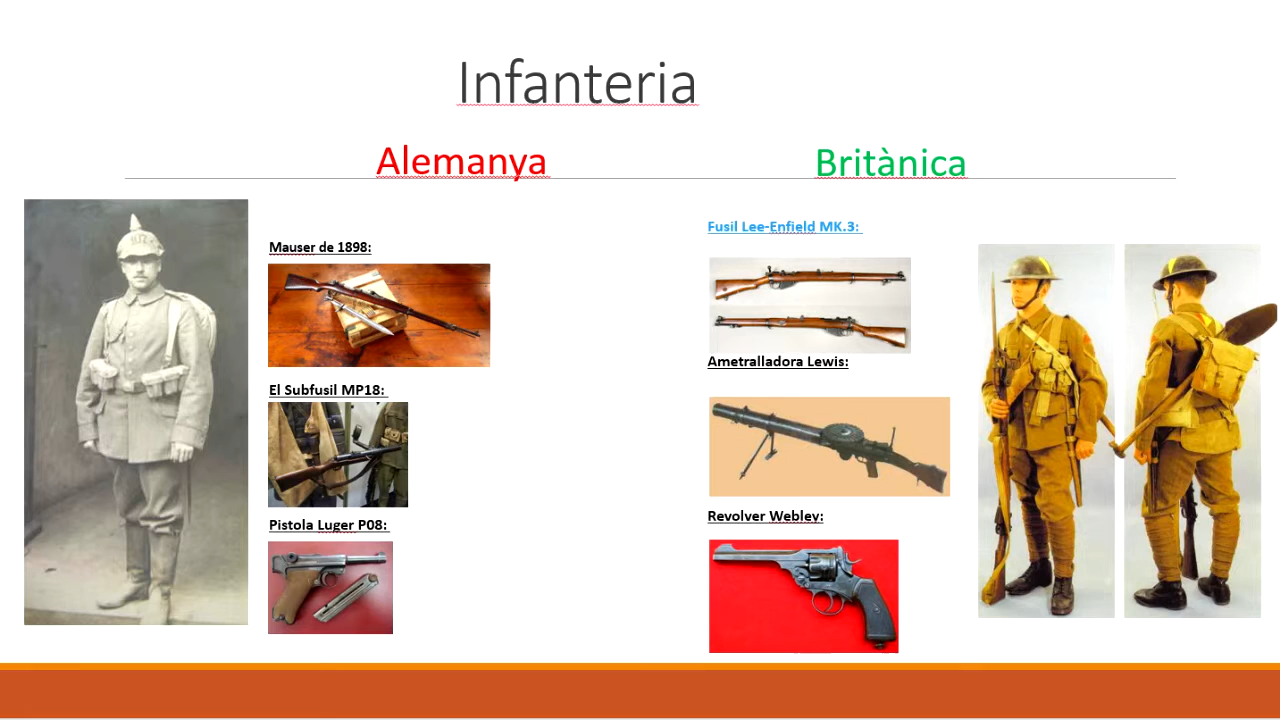 Infanteria
Alemanya
Britànica
Mauser de 1898:
El Subfusil MP18:
Pistola Luger P08:
Fusil Lee-Enfield MK.3:
Ametralladora Lewis:
Revolver Webley: